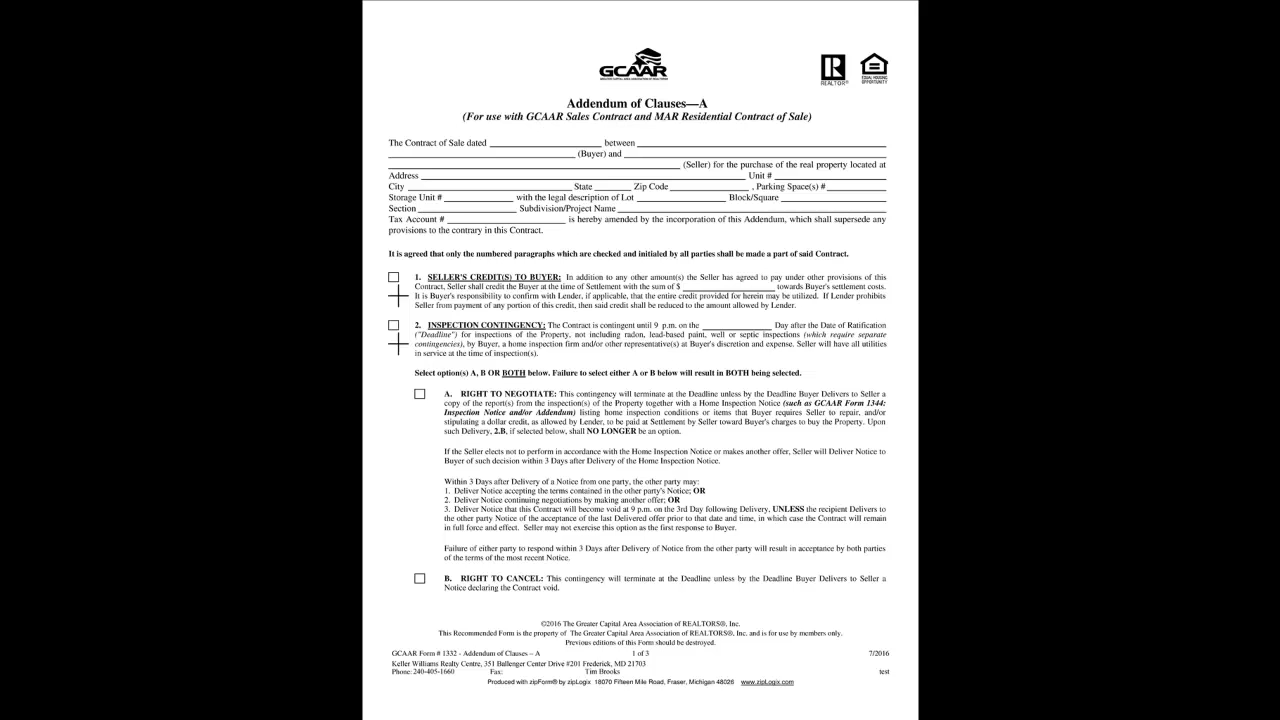 GCAAR
REALTOR®
EQUAL HOUSING
OPPORTUNITY
Addendum of Clauses—A
(For use with GCAAR Sales Contract and MAR Residential Contract of Sale)
The Contract of Sale dated ____ between ____
____ (Buyer) and ____
____ (Seller) for the purchase of the real property located at
Address ____ Unit # ____
City ____ State ____ Zip Code ____ , Parking Space(s) # ____
Storage Unit # ____ with the legal description of Lot ____ Block/Square ____
Section ____ Subdivision/Project Name ____
Tax Account # ____ is hereby amended by the incorporation of this Addendum, which shall supersede any
provisions to the contrary in this Contract.
It is agreed that only the numbered paragraphs which are checked and initialed by all parties shall be made a part of said Contract.
1. SELLER'S CREDIT(S) TO BUYER: In addition to any other amount(s) the Seller has agreed to pay under other provisions of this
Contract, Seller shall credit the Buyer at the time of Settlement with the sum of $ ____ towards Buyer's settlement costs.
It is Buyer's responsibility to confirm with Lender, if applicable, that the entire credit provided for herein may be utilized. If Lender prohibits
Seller from payment of any portion of this credit, then said credit shall be reduced to the amount allowed by Lender.
2. INSPECTION CONTINGENCY: The Contract is contingent until 9 p.m. on the ____ Day after the Date of Ratification
("Deadline") for inspections of the Property, not including radon, lead-based paint, well or septic inspections (which require separate
contingencies), by Buyer, a home inspection firm and/or other representative(s) at Buyer's discretion and expense. Seller will have all utilities
in service at the time of inspection(s).
Select option(s) A, B OR BOTH below. Failure to select either A or B below will result in BOTH being selected.
A. RIGHT TO NEGOTIATE: This contingency will terminate at the Deadline unless by the Deadline Buyer Delivers to Seller a
copy of the report(s) from the inspection(s) of the Property together with a Home Inspection Notice (such as GCAAR Form 1344:
Inspection Notice and/or Addendum) listing home inspection conditions or items that Buyer requires Seller to repair, and/or
stipulating a dollar credit, as allowed by Lender, to be paid at Settlement by Seller toward Buyer's charges to buy the Property. Upon
such Delivery, 2.B, if selected below, shall NO LONGER be an option.
If the Seller elects not to perform in accordance with the Home Inspection Notice or makes another offer, Seller will Deliver Notice to
Buyer of such decision within 3 Days after Delivery of the Home Inspection Notice.
Within 3 Days after Delivery of a Notice from one party, the other party may:
1. Deliver Notice accepting the terms contained in the other party's Notice; OR
2. Deliver Notice continuing negotiations by making another offer; OR
3. Deliver Notice that this Contract will become void at 9 p.m. on the 3rd Day following Delivery, UNLESS the recipient Delivers to
the other party Notice of the acceptance of the last Delivered offer prior to that date and time, in which case the Contract will remain
in full force and effect. Seller may not exercise this option as the first response to Buyer.
Failure of either party to respond within 3 Days after Delivery of Notice from the other party will result in acceptance by both parties
of the terms of the most recent Notice.
B. RIGHT TO CANCEL: This contingency will terminate at the Deadline unless by the Deadline Buyer Delivers to Seller a
Notice declaring the Contract void.
©2016 The Greater Capital Area Association of REALTORS®, Inc.
This Recommended Form is the property of The Greater Capital Area Association of REALTORS®, Inc. and is for use by members only.
Previous editions of this Form should be destroyed.
GCAAR Form # 1332 - Addendum of Clauses – A 1 of 3 7/2016
Keller Williams Realty Centre, 351 Ballenger Center Drive #201 Frederick, MD 21703
Phone: 240-405-1660 Fax: Tim Brooks test
Produced with zipForm® by zipLogix 18070 Fifteen Mile Road, Fraser, Michigan 48026 www.zipLogix.com